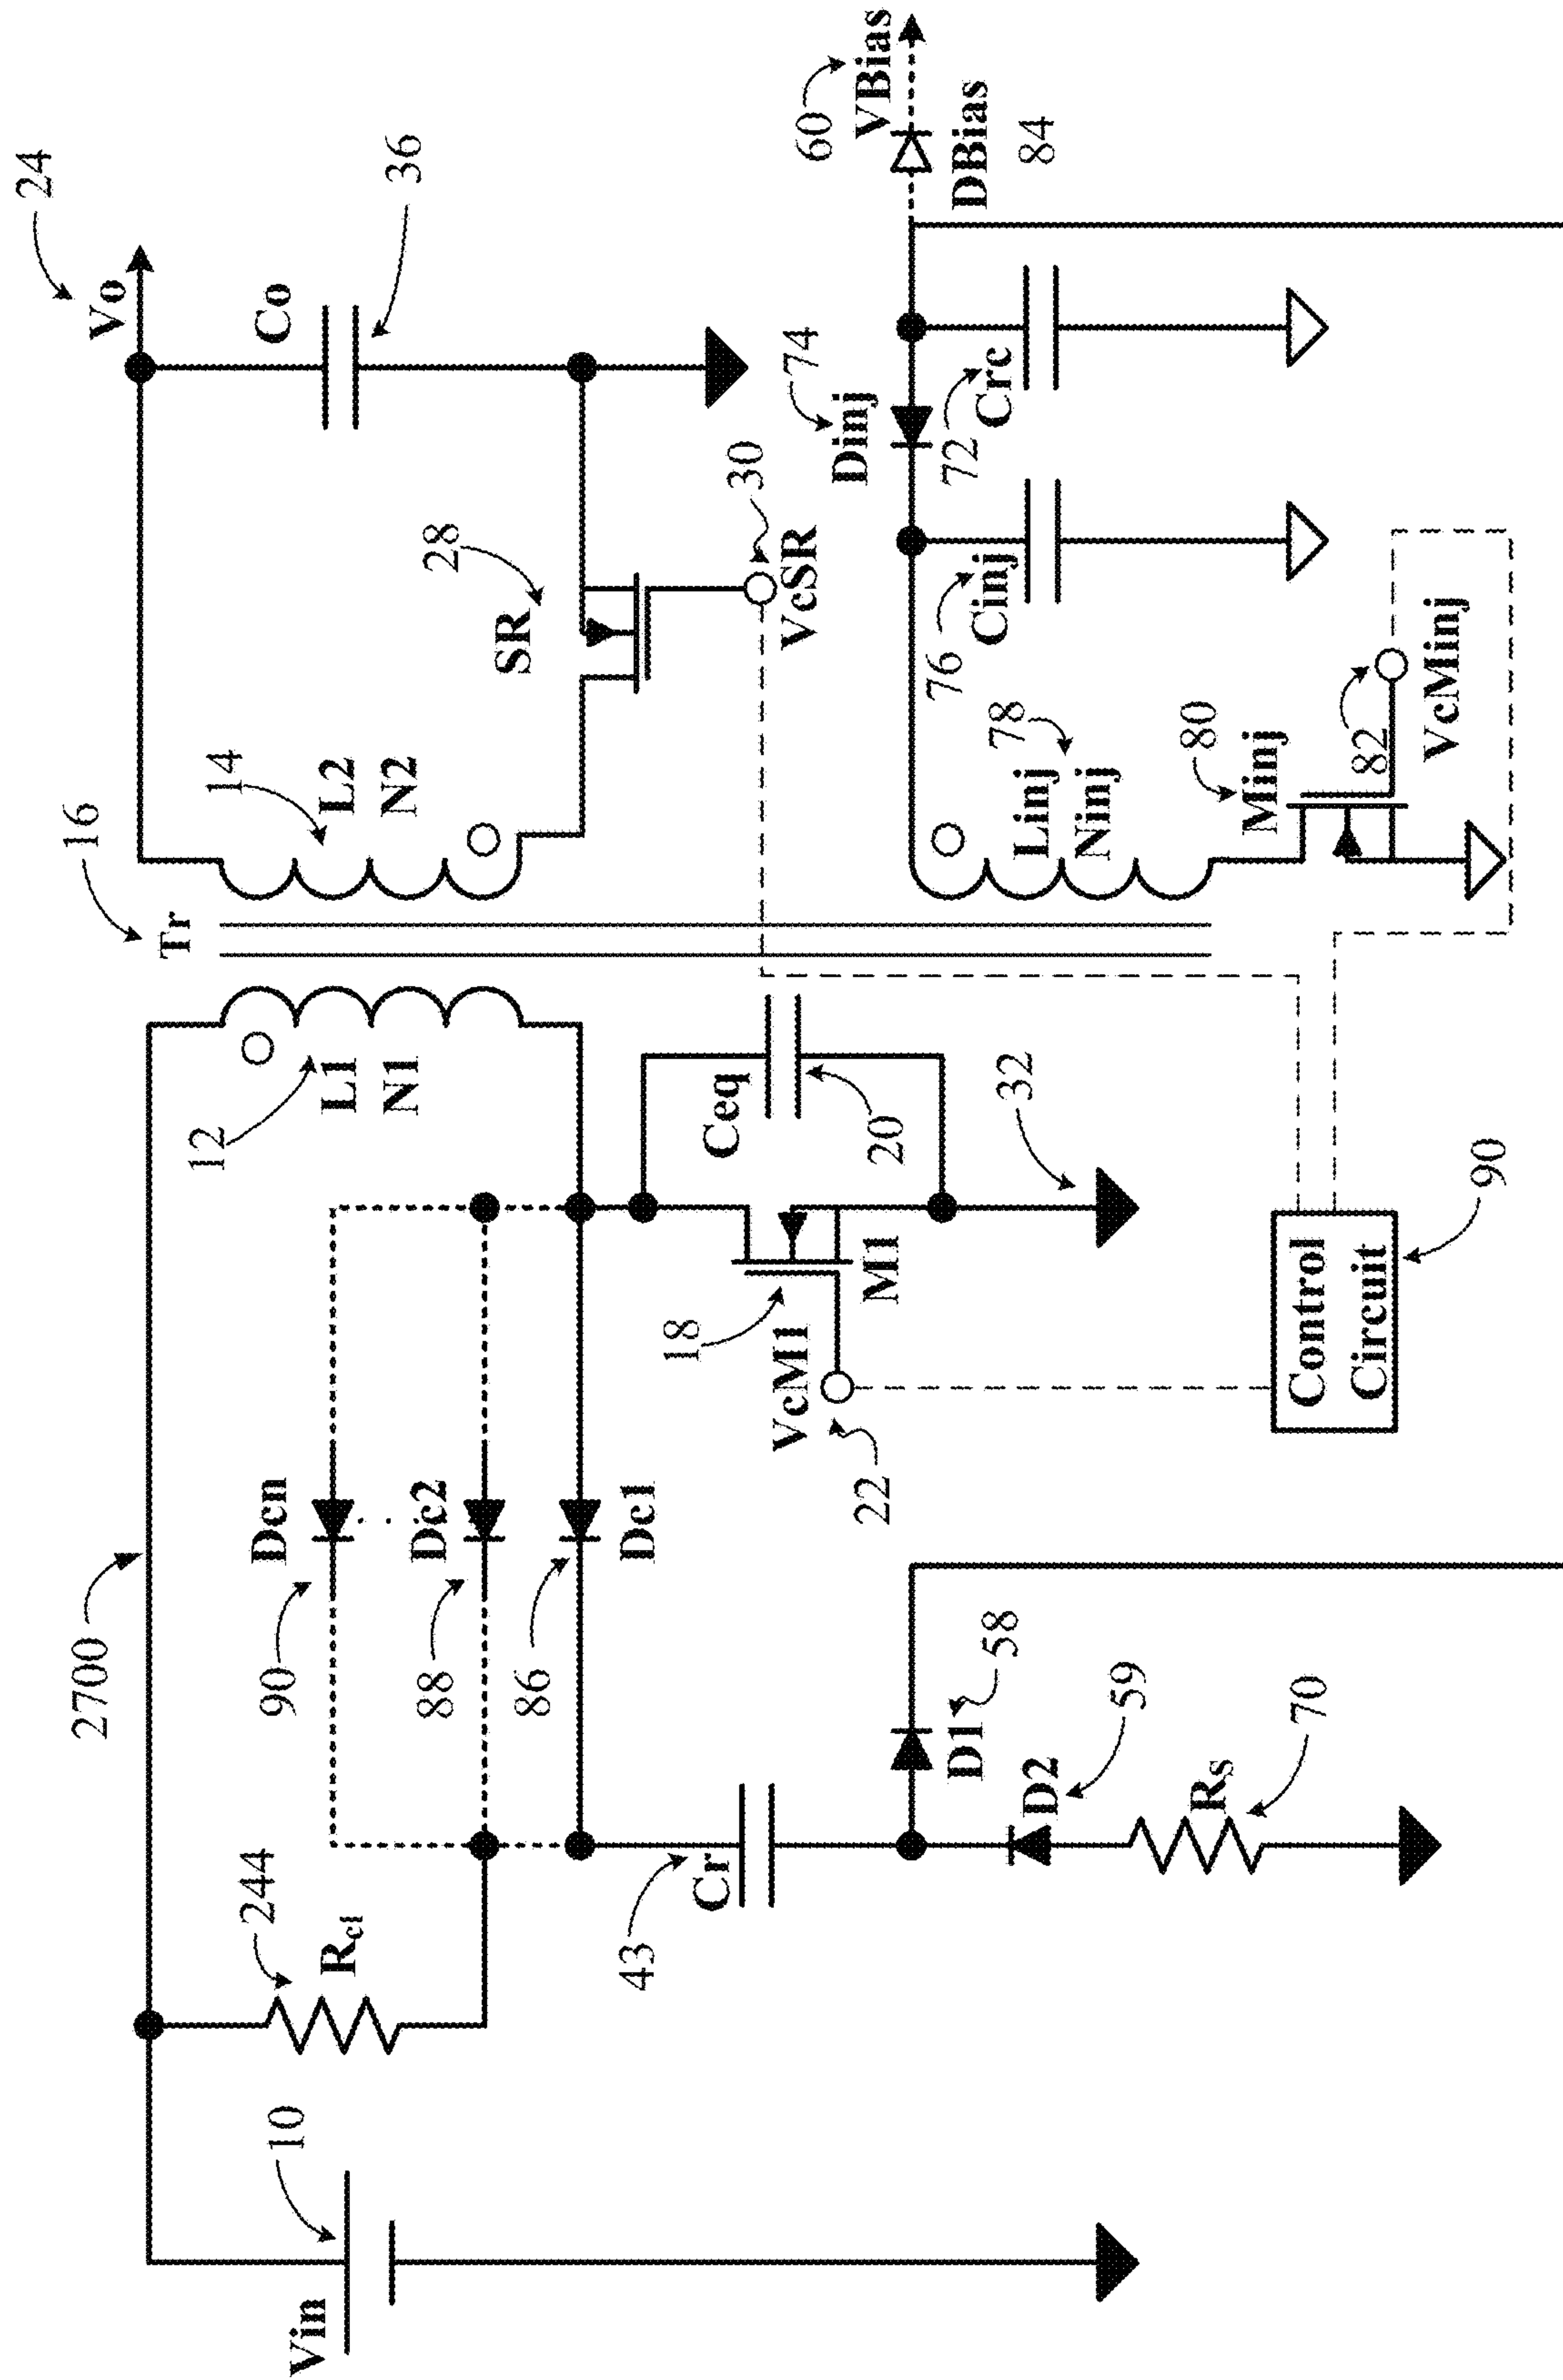 2700
16
Tr
24
Vo
Vin
10
244
Rcl
Dcn
90
Dc2
88
86
Dc1
12
L1
N1
14
L2
N2
Co
36
SR
28
30
VcSR
43
Cr
D1
58
D2
59
Rs
70
VcM1
22
18
M1
Ceq
20
32
Control
Circuit
90
Dinj
74
60
VBias
DBias
84
76
Cinj
72
Crc
Linj
Ninj
78
80
Minj
82
VcMinj